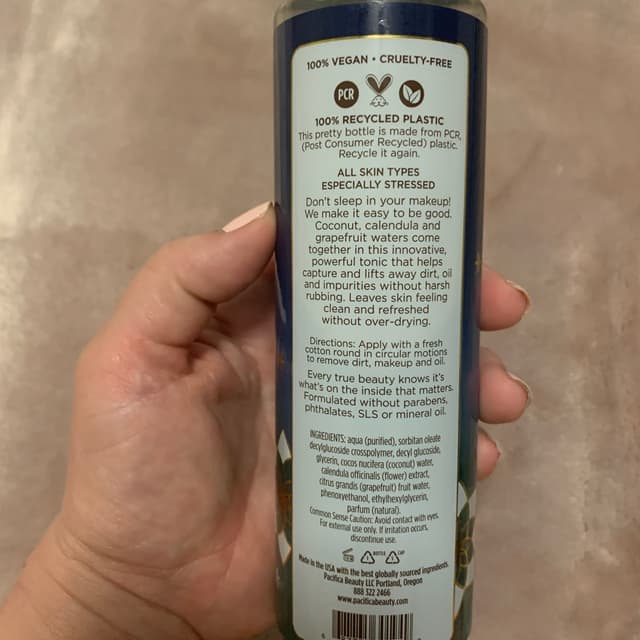 100% VEGAN • CRUELTY-FREE
PCR
100% RECYCLED PLASTIC
This pretty bottle is made from PCR,
(Post Consumer Recycled) plastic.
Recycle it again.
ALL SKIN TYPES
ESPECIALLY STRESSED
Don't sleep in your makeup!
We make it easy to be good.
Coconut, calendula and
grapefruit waters come
together in this innovative,
powerful tonic that helps
capture and lifts away dirt, oil
and impurities without harsh
rubbing. Leaves skin feeling
clean and refreshed
without over-drying.
Directions: Apply with a fresh
cotton round in circular motions
to remove dirt, makeup and oil.
Every true beauty knows it's
what's on the inside that matters.
Formulated without parabens,
phthalates, SLS or mineral oil.
INGREDIENTS: aqua (purified), sorbitan oleate
decylglucoside crosspolymer, decyl glucoside,
glycerin, cocos nucifera (coconut) water,
calendula officinalis (flower) extract,
citrus grandis (grapefruit) fruit water,
phenoxyethanol, ethylhexylglycerin,
parfum (natural).
Common Sense Caution: Avoid contact with eyes.
For external use only. If irritation occurs,
discontinue use.
BOTTLE
CAP
Made in the USA with the best globally sourced ingredients.
Pacifica Beauty LLC Portland, Oregon
888 322 2466
www.pacificabeauty.com